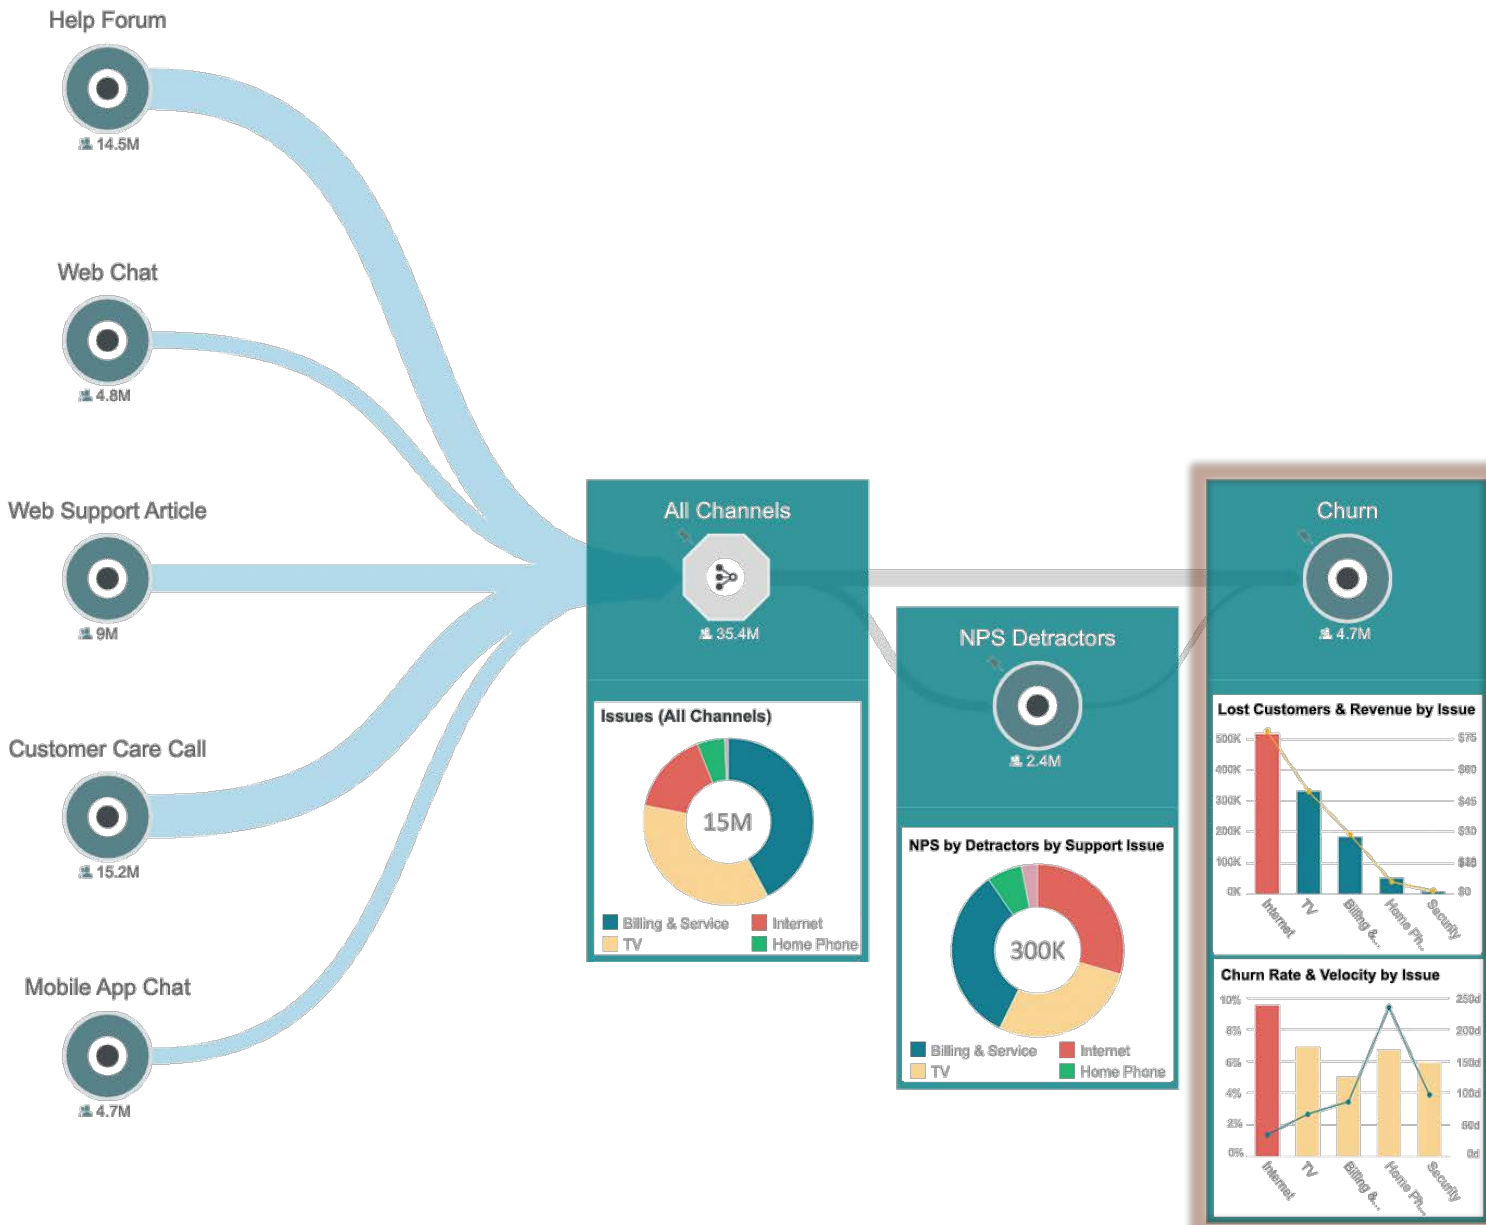 Help Forum
14.5M
Web Chat
4.8M
Web Support Article
9M
Customer Care Call
15.2M
Mobile App Chat
4.7M
All Channels
35.4M
Issues (All Channels)
15M
Billing & Service
Internet
TV
Home Phone
NPS Detractors
2.4M
NPS by Detractors by Support Issue
300K
Billing & Service
Internet
TV
Home Phone
Churn
4.7M
Lost Customers & Revenue by Issue
500K $75
400K $60
300K $45
200K $30
100K
0K $0
Internet TV Billing &... Home Ph... Security
Churn Rate & Velocity by Issue
10% 250d
8% 200d
6% 150d
4% 100d
2% 50d
0% 0d
Internet TV Billing &... Home Ph... Security